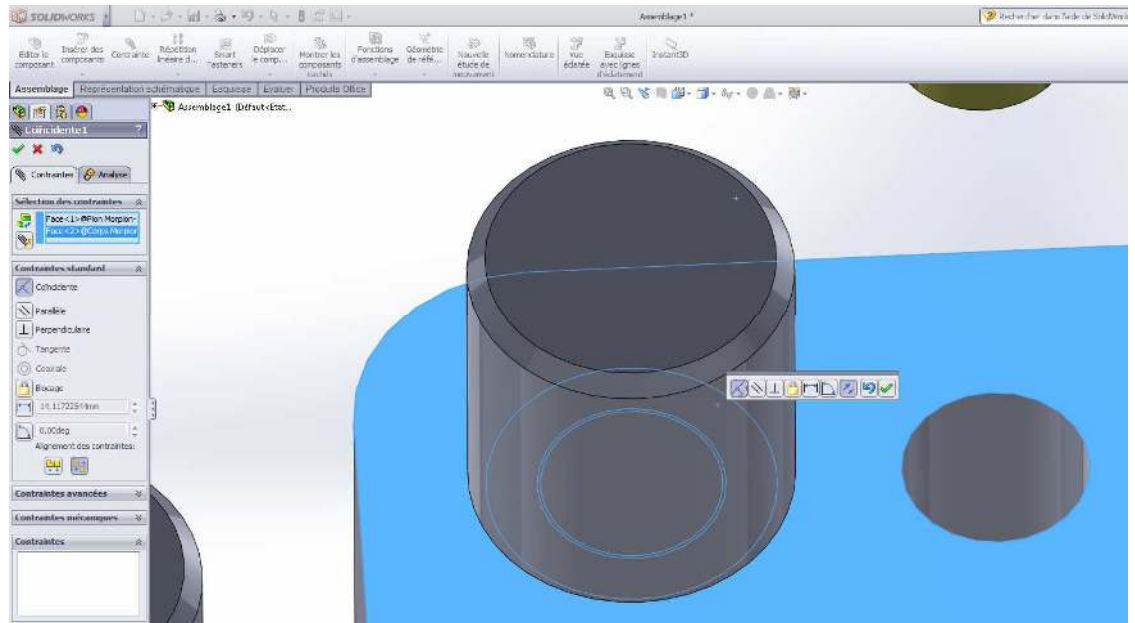 SOLIDWORKS
Assemblage1 *
Rechercher dans l'aide de SolidWorks
Editer le composant
Insérer des composants
Contrainte
Répétition linéaire d...
Smart Fasteners
Déplacer le comp...
Montrer les composants cachés
Fonctions d'assemblage
Géométrie de réfé...
Nouvelle étude de mouvement
Nomenclature
Vue éclatée
Esquisse avec lignes d'éclatement
Instant3D
Assemblage
Représentation schématique
Esquisse
Evaluer
Produits Office
Assemblage1 (Défaut<Etat...
Coïncidente1
?
Contraintes
Analyse
Sélection des contraintes
Face<1>@Pion Morpion-
Face<2>@Corps Morpion
Contraintes standard
Coïncidente
Parallèle
Perpendiculaire
Tangente
Coaxiale
Blocage
14.11722544mm
0.00deg
Alignement des contraintes:
Contraintes avancées
Contraintes mécaniques
Contraintes